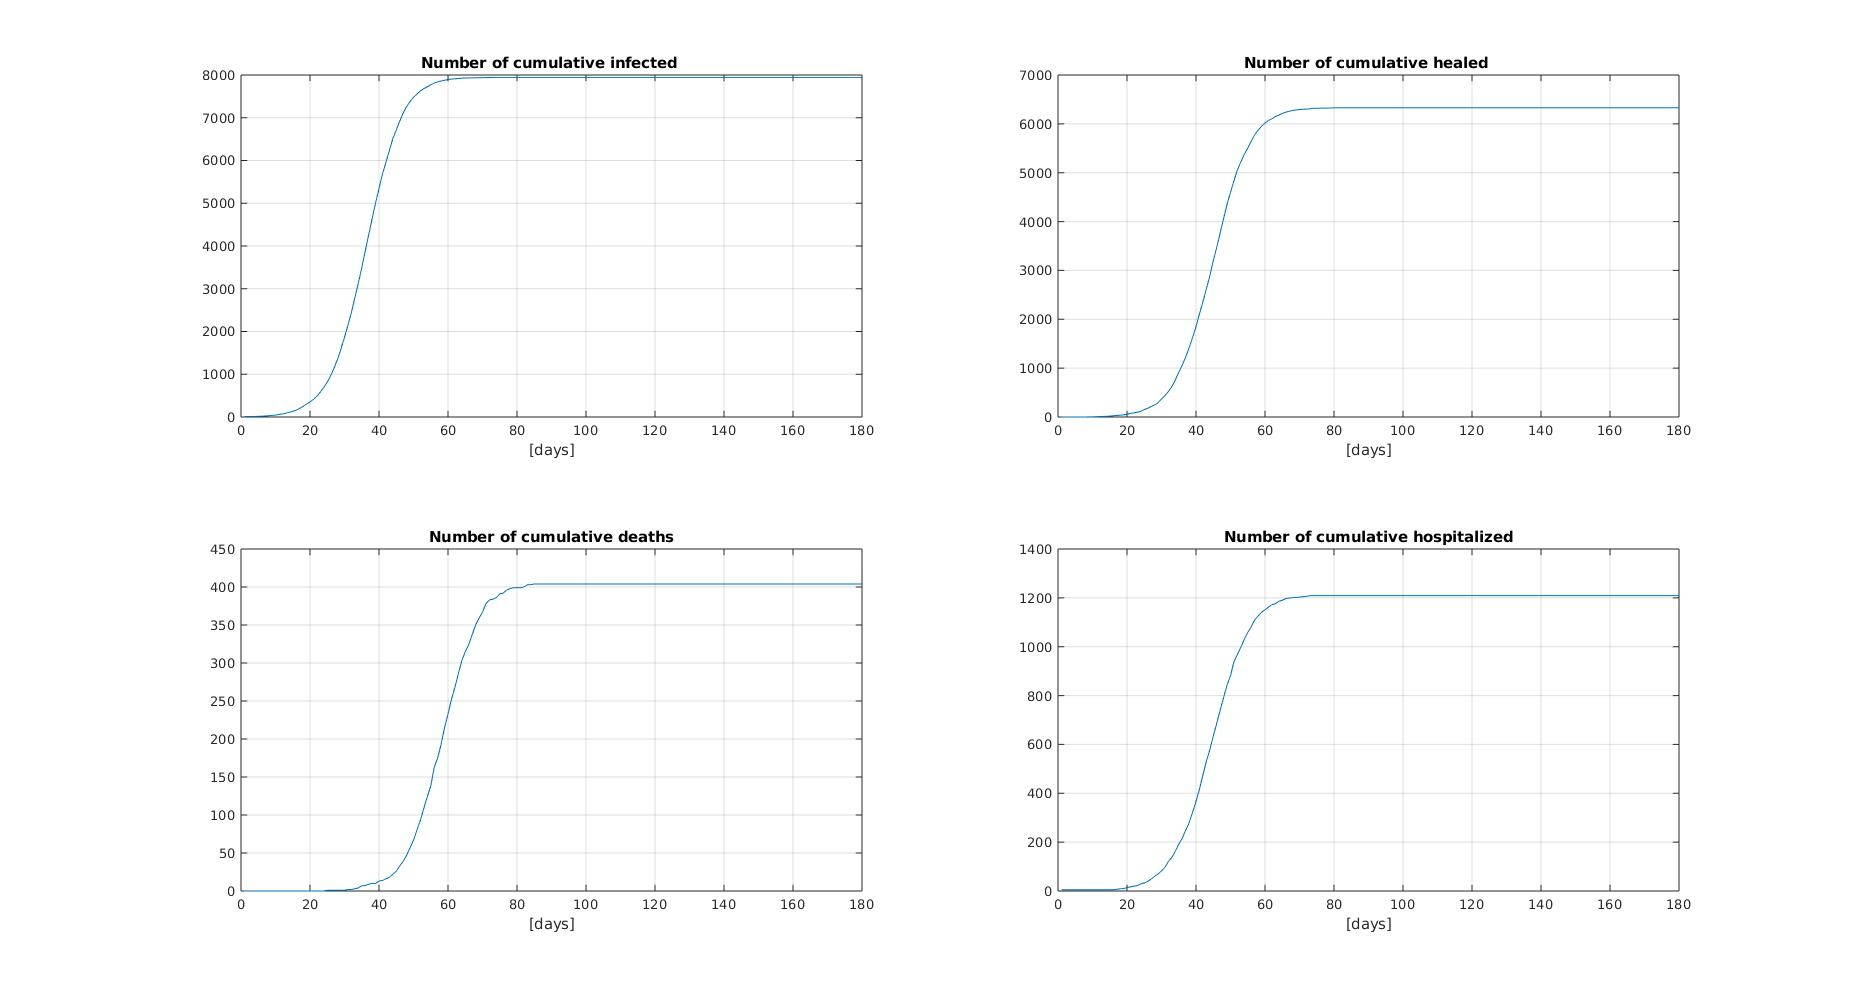 Number of cumulative infected
8000
7000
6000
5000
4000
3000
2000
1000
0
0 20 40 60 80 100 120 140 160 180
[days]
Number of cumulative healed
7000
6000
5000
4000
3000
2000
1000
0
0 20 40 60 80 100 120 140 160 180
[days]
Number of cumulative deaths
450
400
350
300
250
200
150
100
50
0
0 20 40 60 80 100 120 140 160 180
[days]
Number of cumulative hospitalized
1400
1200
1000
800
600
400
200
0
0 20 40 60 80 100 120 140 160 180
[days]